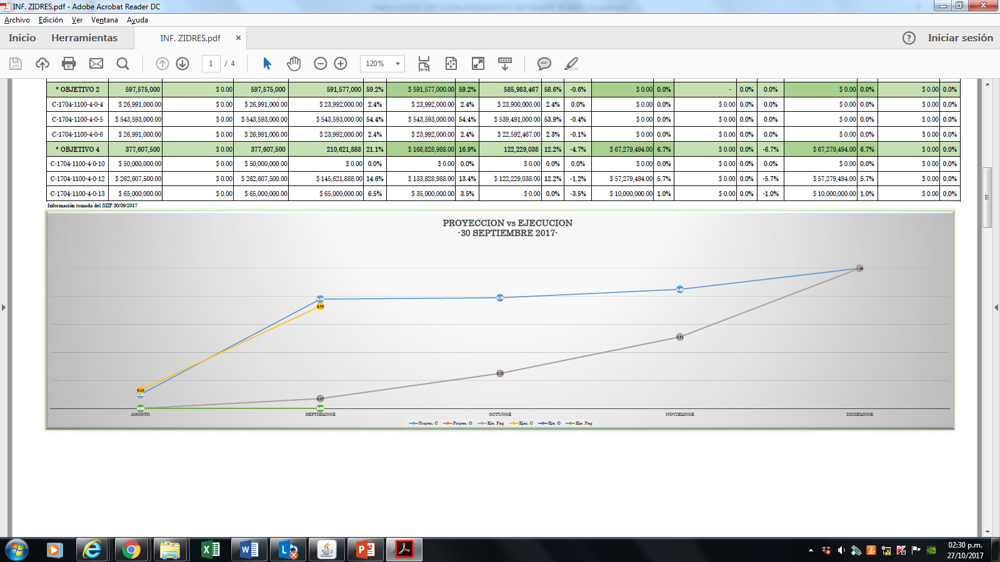 INF. ZIDRES.pdf - Adobe Acrobat Reader DC
Archivo Edición Ver Ventana Ayuda
Inicio Herramientas INF. ZIDRES.pdf × ? Iniciar sesión
1 / 4 120%
* OBJETIVO 2 597,575,000 $ 0.00 597,575,000 591,577,000 59.2% $ 591,577,000.00 59.2% 585,983,467 58.6% -0.6% $ 0.00 0.0% - 0.0% 0.0% $ 0.00 0.0% $ 0.00 0.0%
C-1704-1100-4-0-4 $ 26,991,000.00 $ 0.00 $ 26,991,000.00 $ 23,992,000.00 2.4% $ 23,992,000.00 2.4% $ 23,900,000.00 2.4% 0.0% $ 0.00 0.0% $ 0.00 0.0% 0.0% $ 0.00 0.0% $ 0.00 0.0%
C-1704-1100-4-0-5 $ 543,593,000.00 $ 0.00 $ 543,593,000.00 $ 543,593,000.00 54.4% $ 543,593,000.00 54.4% $ 539,491,000.00 53.9% -0.4% $ 0.00 0.0% $ 0.00 0.0% 0.0% $ 0.00 0.0% $ 0.00 0.0%
C-1704-1100-4-0-6 $ 26,991,000.00 $ 0.00 $ 26,991,000.00 $ 23,992,000.00 2.4% $ 23,992,000.00 2.4% $ 22,592,467.00 2.3% -0.1% $ 0.00 0.0% $ 0.00 0.0% 0.0% $ 0.00 0.0% $ 0.00 0.0%
* OBJETIVO 4 377,607,500 $ 0.00 377,607,500 210,621,888 21.1% $ 168,828,988.00 16.9% 122,229,038 12.2% -4.7% $ 67,279,494.00 6.7% $ 0.00 0.0% -6.7% $ 67,279,494.00 6.7% $ 0.00 0.0%
C-1704-1100-4-0-10 $ 50,000,000.00 $ 0.00 $ 50,000,000.00 $ 0.00 0.0% $ 0.00 0.0% $ 0.00 0.0% 0.0% $ 0.00 0.0% $ 0.00 0.0% 0.0% $ 0.00 0.0% $ 0.00 0.0%
C-1704-1100-4-0-12 $ 262,607,500.00 $ 0.00 $ 262,607,500.00 $ 145,621,888.00 14.6% $ 133,828,988.00 13.4% $ 122,229,038.00 12.2% -1.2% $ 57,279,494.00 5.7% $ 0.00 0.0% -5.7% $ 57,279,494.00 5.7% $ 0.00 0.0%
C-1704-1100-4-0-13 $ 65,000,000.00 $ 0.00 $ 65,000,000.00 $ 65,000,000.00 6.5% $ 35,000,000.00 3.5% $ 0.00 0.0% -3.5% $ 10,000,000.00 1.0% $ 0.00 0.0% -1.0% $ 10,000,000.00 1.0% $ 0.00 0.0%
Información tomada del SIIF 30/09/2017
PROYECCION vs EJECUCION
-30 SEPTIEMBRE 2017-
1.00
0.73
0.25
0.13
0.07
AGOSTO SEPTIEMBRE OCTUBRE NOVIEMBRE DICIEMBRE
Proyec. C Proyec. O Eje. Pag Ejec. C Eje. O Eje. Pag
02:30 p.m.
27/10/2017